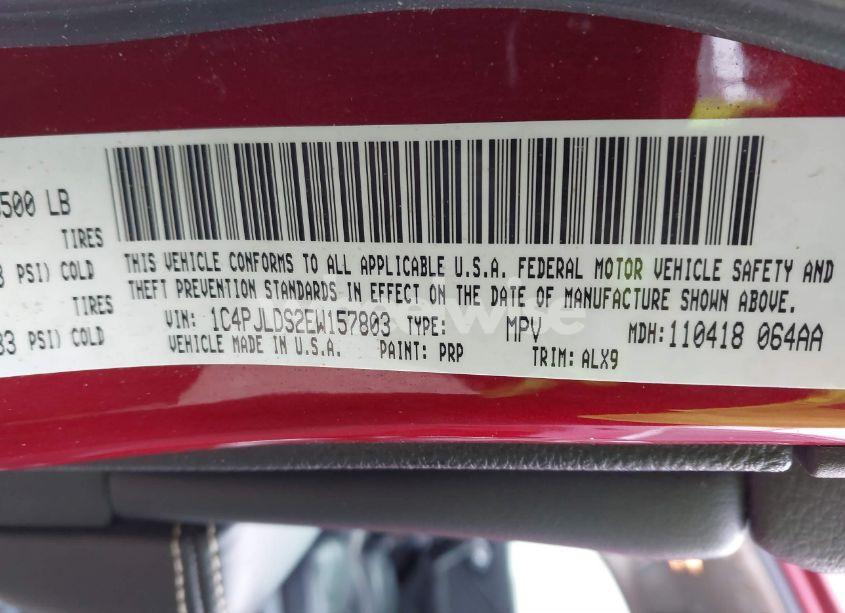 500 LB
TIRES
PSI) COLD
TIRES
PSI) COLD
THIS VEHICLE CONFORMS TO ALL APPLICABLE U.S.A. FEDERAL MOTOR VEHICLE SAFETY AND
THEFT PREVENTION STANDARDS IN EFFECT ON THE DATE OF MANUFACTURE SHOWN ABOVE.
VIN: 1C4PJLDS2EW157803 TYPE: MPV MDH: 110418 064AA
VEHICLE MADE IN U.S.A. PAINT: PRP TRIM: ALX9